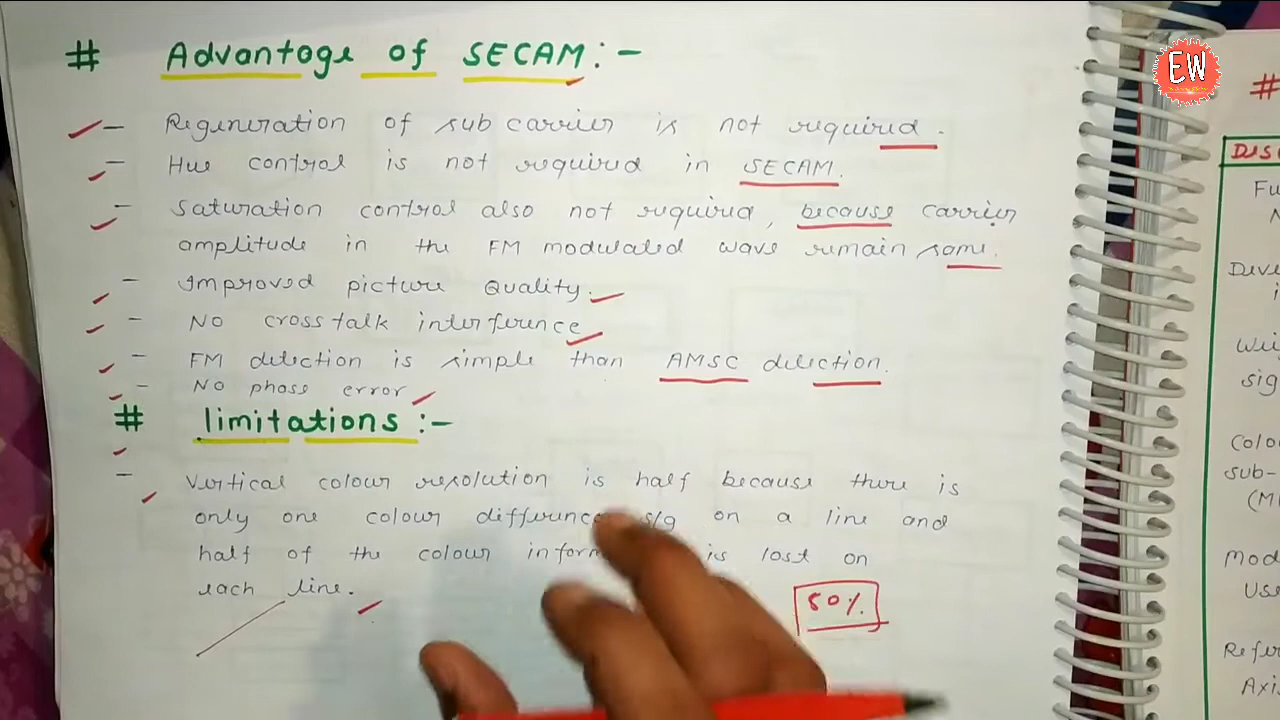 # Advantage of SECAM:-
- Regeneration of sub carrier is not required.
- Hue control is not required in SECAM.
- Saturation control also not required, because carrier
amplitude in the FM modulated wave remain same.
- Improved picture Quality.
- No cross talk interference
- FM detection is simple than AMSC detection.
- No phase error
# limitations:-
- Vertical colour resolution is half because there is
only one colour difference s/g on a line and
half of the colour is lost on
each line.
50%
EW
#
Fu
N
Deve
i
sig
Colo
sub-
(M
Mod
Use
Refer
Axis